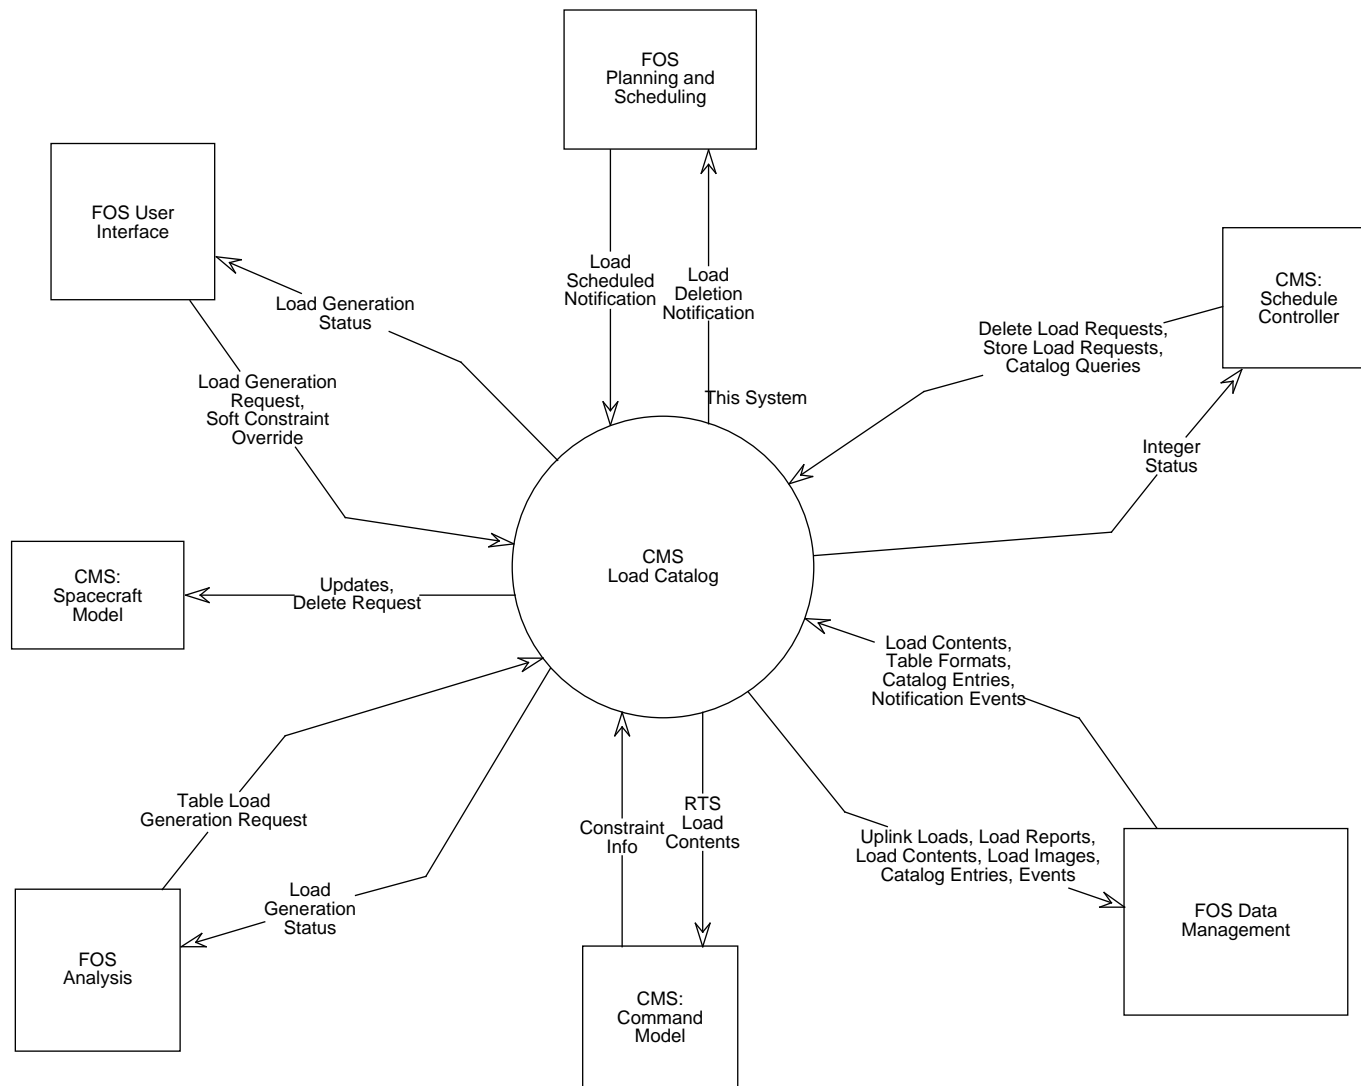 FOS
Planning and
Scheduling
FOS User
Interface
CMS:
Schedule
Controller
Load
Scheduled
Notification
Load
Deletion
Notification
Load Generation
Status
Delete Load Requests,
Store Load Requests,
Catalog Queries
Load Generation
Request,
Soft Constraint
Override
This System
Integer
Status
CMS
Load Catalog
CMS:
Spacecraft
Model
Updates,
Delete Request
Load Contents,
Table Formats,
Catalog Entries,
Notification Events
Table Load
Generation Request
Constraint
Info
RTS
Load
Contents
Uplink Loads, Load Reports,
Load Contents, Load Images,
Catalog Entries, Events
Load
Generation
Status
FOS Data
Management
FOS
Analysis
CMS:
Command
Model